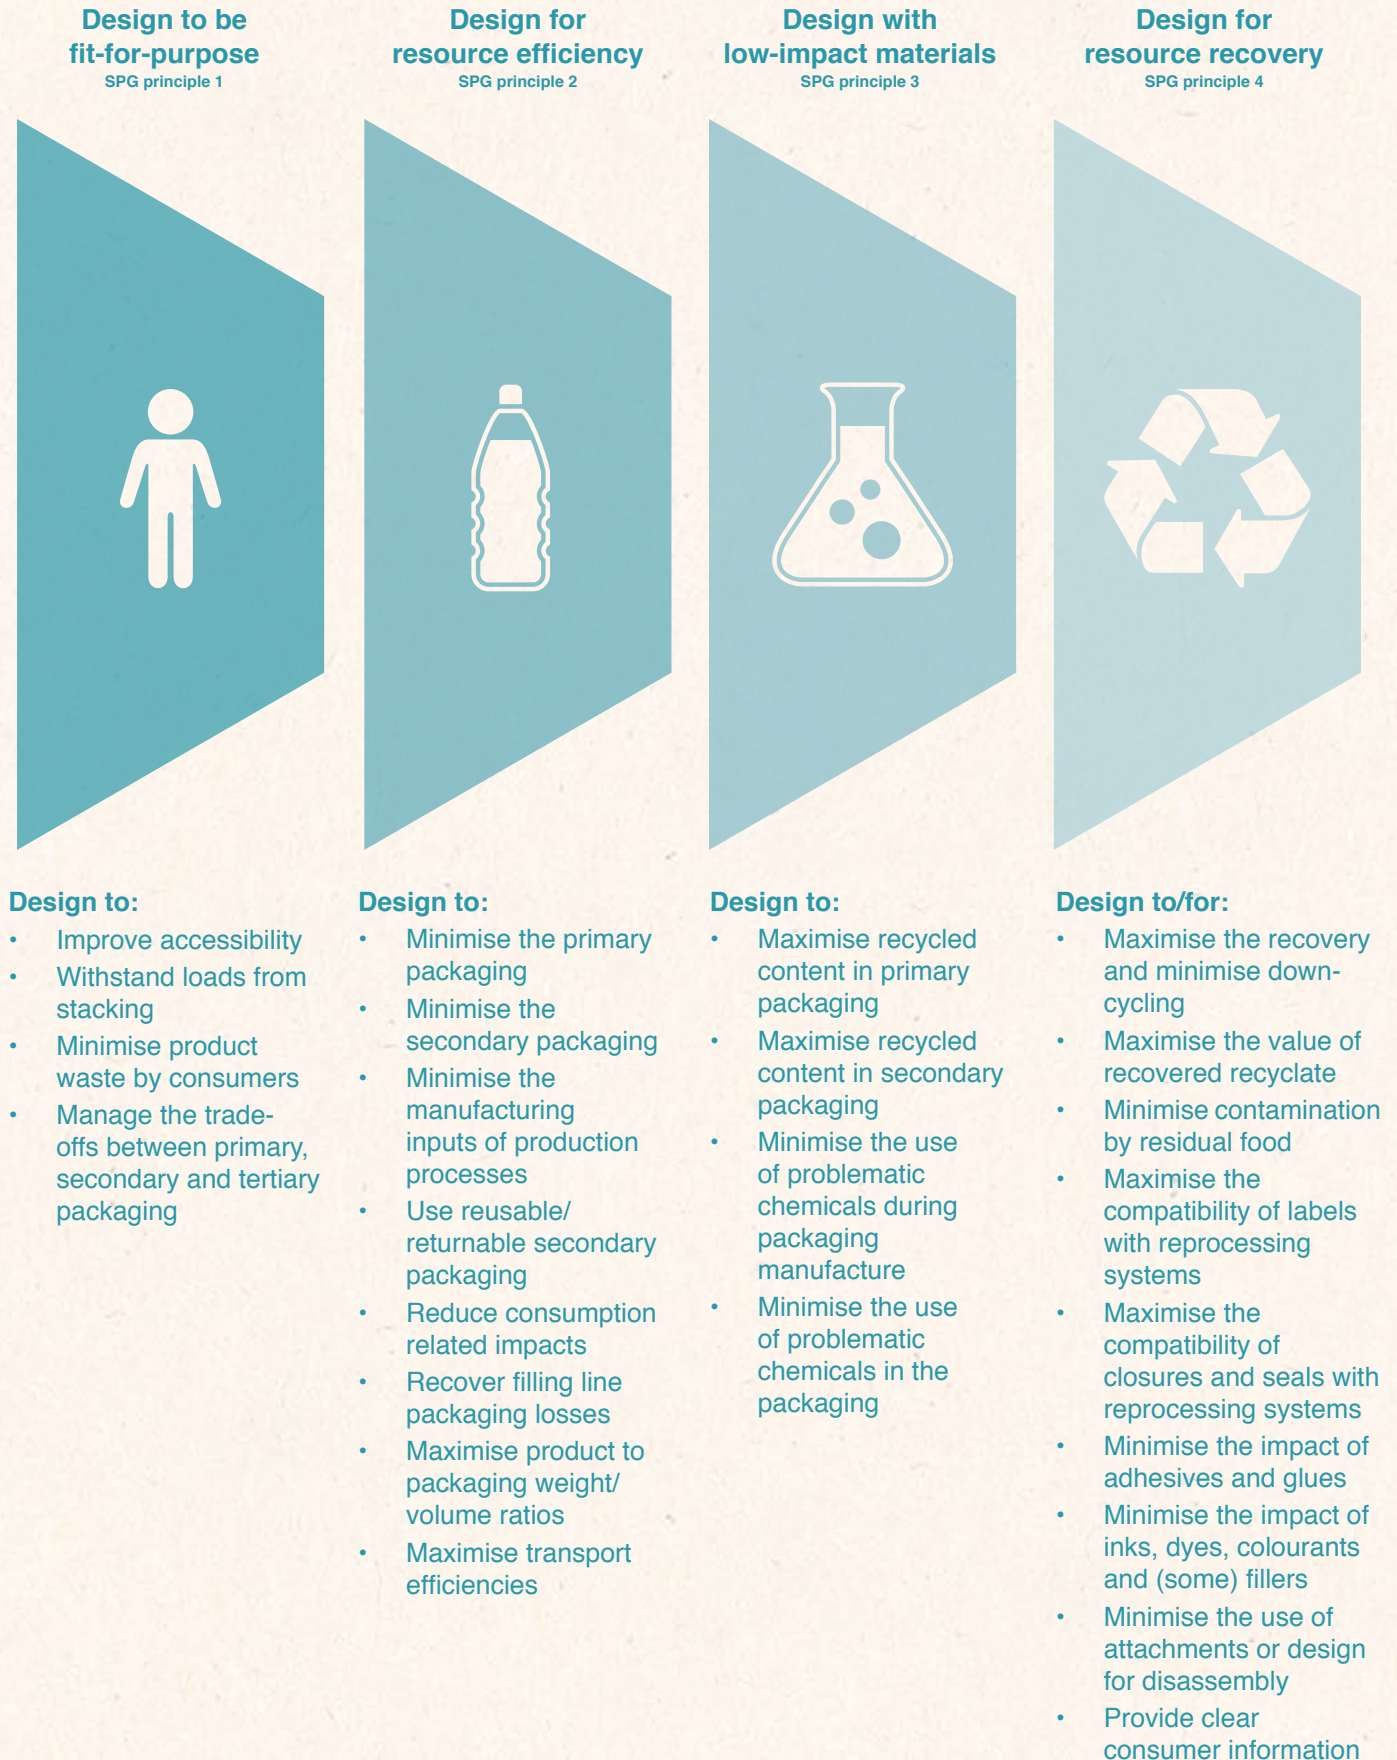 Design to be
fit-for-purpose
SPG principle 1
Design for
resource efficiency
SPG principle 2
Design with
low-impact materials
SPG principle 3
Design for
resource recovery
SPG principle 4
Design to:
• Improve accessibility
• Withstand loads from
stacking
• Minimise product
waste by consumers
• Manage the trade-
offs between primary,
secondary and tertiary
packaging
Design to:
• Minimise the primary
packaging
• Minimise the
secondary packaging
• Minimise the
manufacturing
inputs of production
processes
• Use reusable/
returnable secondary
packaging
• Reduce consumption
related impacts
• Recover filling line
packaging losses
• Maximise product to
packaging weight/
volume ratios
• Maximise transport
efficiencies
Design to:
• Maximise recycled
content in primary
packaging
• Maximise recycled
content in secondary
packaging
• Minimise the use
of problematic
chemicals during
packaging
manufacture
• Minimise the use
of problematic
chemicals in the
packaging
Design to/for:
• Maximise the recovery
and minimise down-
cycling
• Maximise the value of
recovered recyclate
• Minimise contamination
by residual food
• Maximise the
compatibility of labels
with reprocessing
systems
• Maximise the
compatibility of
closures and seals with
reprocessing systems
• Minimise the impact of
adhesives and glues
• Minimise the impact of
inks, dyes, colourants
and (some) fillers
• Minimise the use of
attachments or design
for disassembly
• Provide clear
consumer information